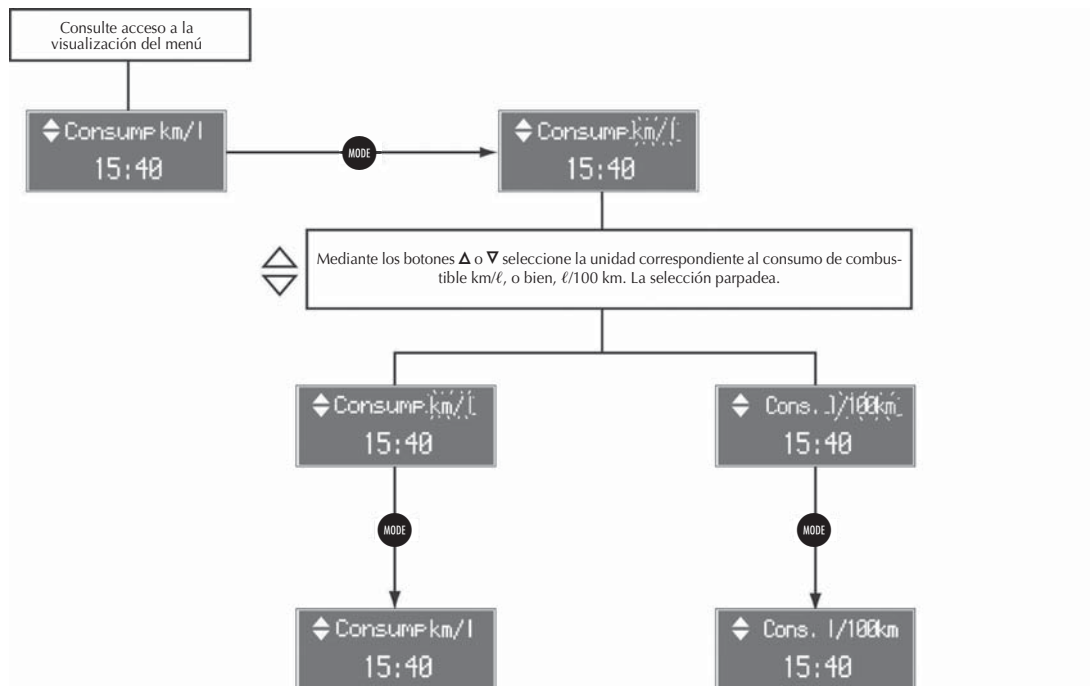 Consulte acceso a la
visualización del menú
Consump km/l
15:40
MODE
Consump km/l
15:40
Mediante los botones Δ o ∇ seleccione la unidad correspondiente al consumo de combus-
tible km/ℓ, o bien, ℓ/100 km. La selección parpadea.
Consump km/l
15:40
Cons. l/100km
15:40
MODE
MODE
Consump km/l
15:40
Cons. l/100km
15:40